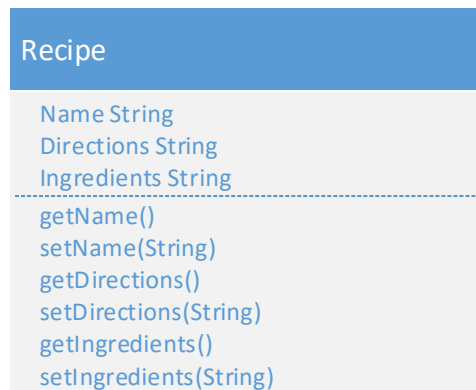 Recipe
Name String
Directions String
Ingredients String
getName()
setName(String)
getDirections()
setDirections(String)
getIngredients()
setIngredients(String)